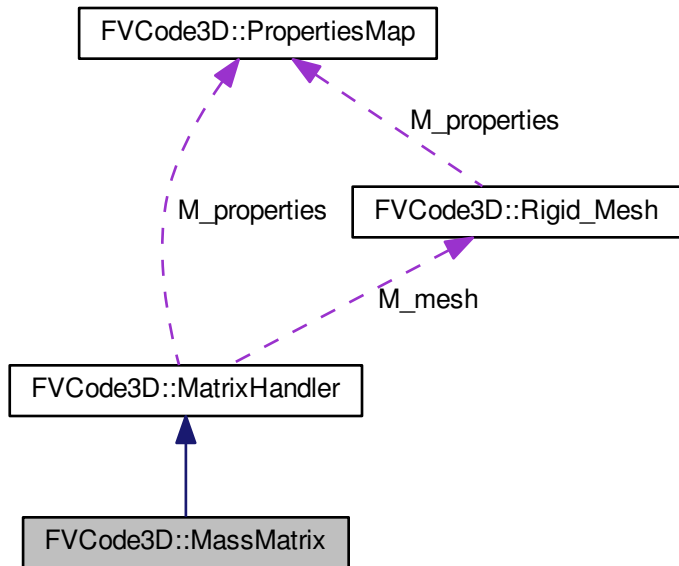 FVCode3D::PropertiesMap
M_properties
FVCode3D::Rigid_Mesh
M_properties
M_mesh
FVCode3D::MatrixHandler
FVCode3D::MassMatrix